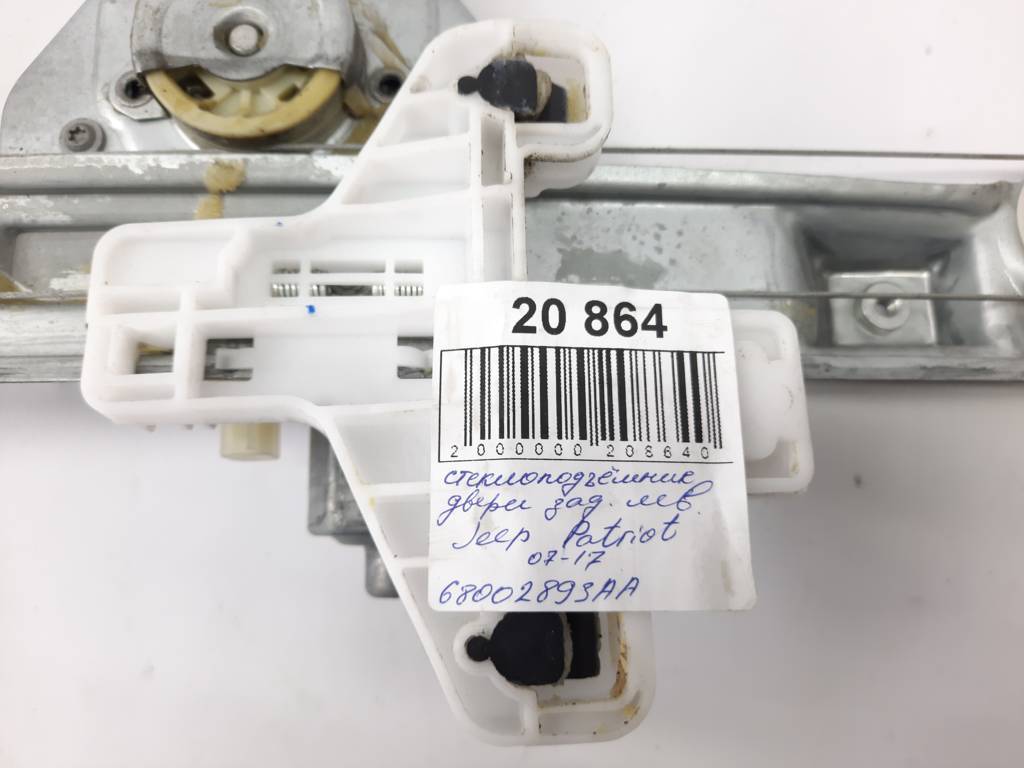 20 864
2 000000 208640
стеклоподъёмник
двери зад. лев.
Jeep Patriot
07-17
68002893AA